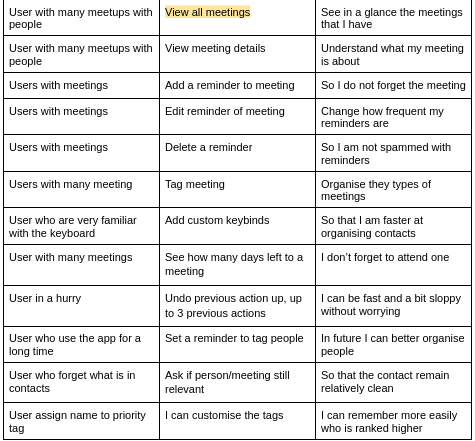 User with many meetups with people
View all meetings
See in a glance the meetings that I have
User with many meetups with people
View meeting details
Understand what my meeting is about
Users with meetings
Add a reminder to meeting
So I do not forget the meeting
Users with meetings
Edit reminder of meeting
Change how frequent my reminders are
Users with meetings
Delete a reminder
So I am not spammed with reminders
Users with many meeting
Tag meeting
Organise they types of meetings
User who are very familiar with the keyboard
Add custom keybinds
So that I am faster at organising contacts
User with many meetings
See how many days left to a meeting
I don't forget to attend one
User in a hurry
Undo previous action up, up to 3 previous actions
I can be fast and a bit sloppy without worrying
User who use the app for a long time
Set a reminder to tag people
In future I can better organise people
User who forget what is in contacts
Ask if person/meeting still relevant
So that the contact remain relatively clean
User assign name to priority tag
I can customise the tags
I can remember more easily who is ranked higher